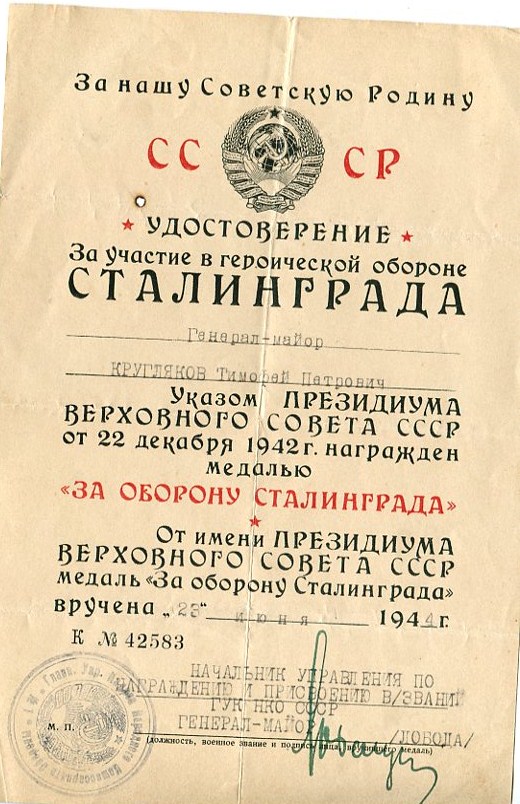 За нашу Советскую Родину
СС СР
УДОСТОВЕРЕНИЕ
За участие в героической обороне
СТАЛИНГРАДА
Генерал-майор
КРУГЛЯКОВ Тимофей Петрович
Указом ПРЕЗИДИУМА
ВЕРХОВНОГО СОВЕТА СССР
от 22 декабря 1942 г. награжден
медалью
«ЗА ОБОРОНУ СТАЛИНГРАДА»
От имени ПРЕЗИДИУМА
ВЕРХОВНОГО СОВЕТА СССР
медаль «За оборону Сталинграда»
вручена „23“ июня 1944 г.
К № 42583
НАЧАЛЬНИК УПРАВЛЕНИЯ ПО
НАГРАЖДЕНИЮ И ПРИСВОЕНИЮ В/ЗВАНИЙ
ГУК НКО СССР
ГЕНЕРАЛ-МАЙОР /ЛОБОДА/
М. П.
(должность, военное звание и подпись лица, вручившего медаль)